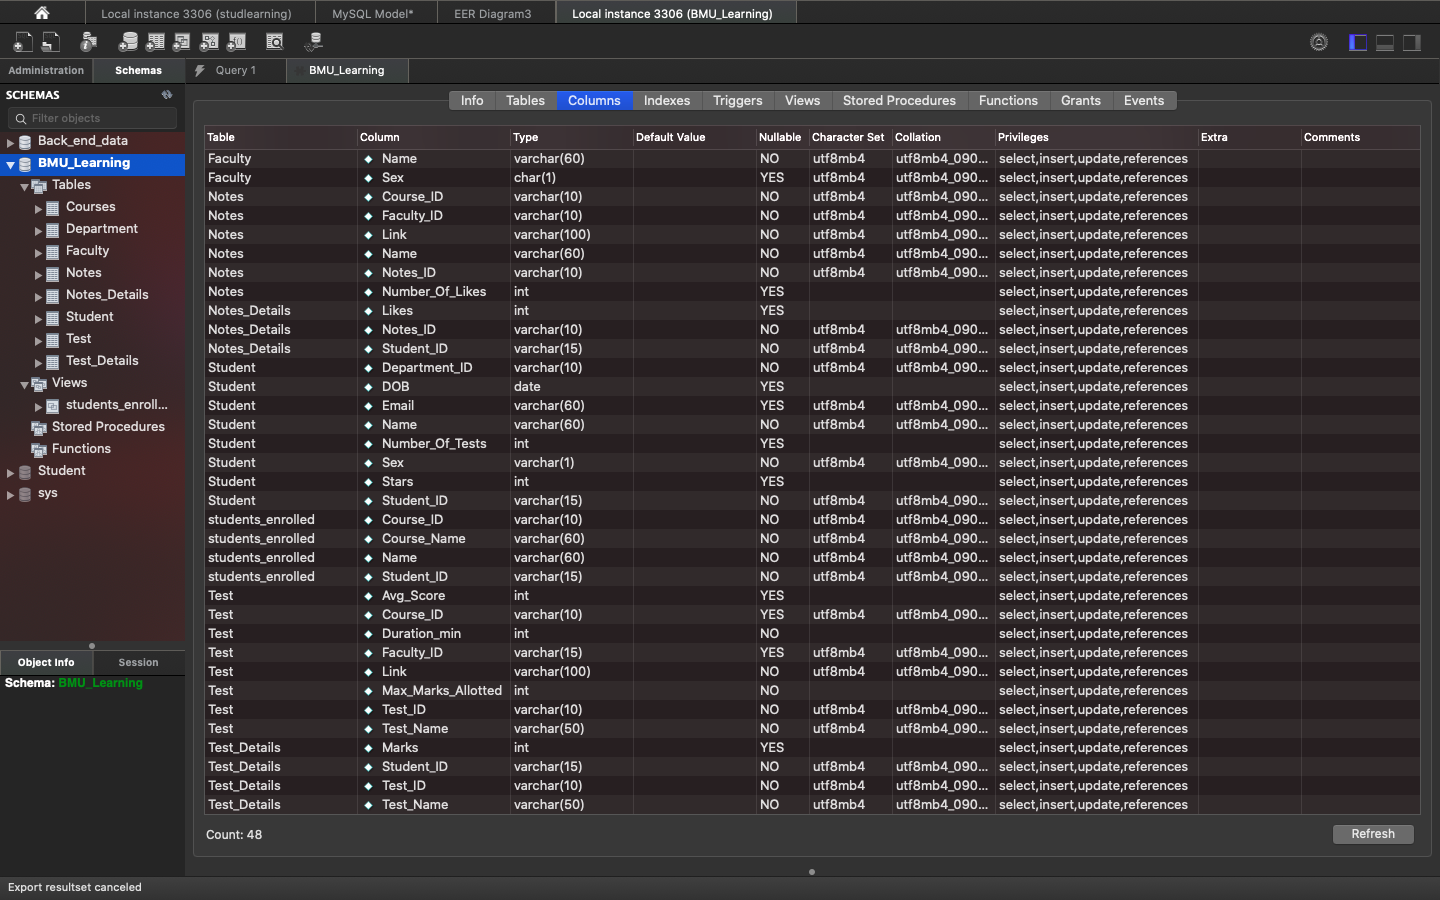 Local instance 3306 (studlearning) MySQL Model* EER Diagram3 Local instance 3306 (BMU_Learning)
Administration Schemas Query 1 BMU_Learning
SCHEMAS
Filter objects
Back_end_data
BMU_Learning
Tables
Courses
Department
Faculty
Notes
Notes_Details
Student
Test
Test_Details
Views
students_enroll...
Stored Procedures
Functions
Student
sys
Object Info Session
Schema: BMU_Learning
Info Tables Columns Indexes Triggers Views Stored Procedures Functions Grants Events
Table Column Type Default Value Nullable Character Set Collation Privileges Extra Comments
Faculty Name varchar(60) NO utf8mb4 utf8mb4_090... select,insert,update,references
Faculty Sex char(1) YES utf8mb4 utf8mb4_090... select,insert,update,references
Notes Course_ID varchar(10) NO utf8mb4 utf8mb4_090... select,insert,update,references
Notes Faculty_ID varchar(10) NO utf8mb4 utf8mb4_090... select,insert,update,references
Notes Link varchar(100) NO utf8mb4 utf8mb4_090... select,insert,update,references
Notes Name varchar(60) NO utf8mb4 utf8mb4_090... select,insert,update,references
Notes Notes_ID varchar(10) NO utf8mb4 utf8mb4_090... select,insert,update,references
Notes Number_Of_Likes int YES select,insert,update,references
Notes_Details Likes int YES select,insert,update,references
Notes_Details Notes_ID varchar(10) NO utf8mb4 utf8mb4_090... select,insert,update,references
Notes_Details Student_ID varchar(15) NO utf8mb4 utf8mb4_090... select,insert,update,references
Student Department_ID varchar(10) NO utf8mb4 utf8mb4_090... select,insert,update,references
Student DOB date YES select,insert,update,references
Student Email varchar(60) YES utf8mb4 utf8mb4_090... select,insert,update,references
Student Name varchar(60) NO utf8mb4 utf8mb4_090... select,insert,update,references
Student Number_Of_Tests int YES select,insert,update,references
Student Sex varchar(1) NO utf8mb4 utf8mb4_090... select,insert,update,references
Student Stars int YES select,insert,update,references
Student Student_ID varchar(15) NO utf8mb4 utf8mb4_090... select,insert,update,references
students_enrolled Course_ID varchar(10) NO utf8mb4 utf8mb4_090... select,insert,update,references
students_enrolled Course_Name varchar(60) NO utf8mb4 utf8mb4_090... select,insert,update,references
students_enrolled Name varchar(60) NO utf8mb4 utf8mb4_090... select,insert,update,references
students_enrolled Student_ID varchar(15) NO utf8mb4 utf8mb4_090... select,insert,update,references
Test Avg_Score int YES select,insert,update,references
Test Course_ID varchar(10) YES utf8mb4 utf8mb4_090... select,insert,update,references
Test Duration_min int NO select,insert,update,references
Test Faculty_ID varchar(15) YES utf8mb4 utf8mb4_090... select,insert,update,references
Test Link varchar(100) NO utf8mb4 utf8mb4_090... select,insert,update,references
Test Max_Marks_Allotted int NO select,insert,update,references
Test Test_ID varchar(10) NO utf8mb4 utf8mb4_090... select,insert,update,references
Test Test_Name varchar(50) NO utf8mb4 utf8mb4_090... select,insert,update,references
Test_Details Marks int YES select,insert,update,references
Test_Details Student_ID varchar(15) NO utf8mb4 utf8mb4_090... select,insert,update,references
Test_Details Test_ID varchar(10) NO utf8mb4 utf8mb4_090... select,insert,update,references
Test_Details Test_Name varchar(50) NO utf8mb4 utf8mb4_090... select,insert,update,references
Count: 48 Refresh
Export resultset canceled